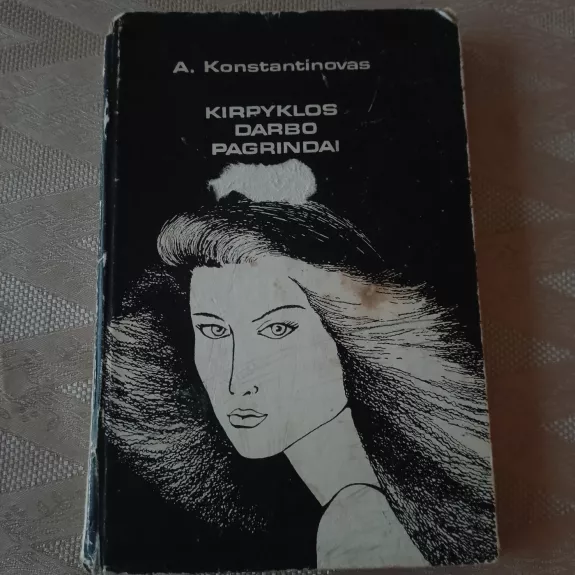 A. Konstantinovas
KIRPYKLOS
DARBO
PAGRINDAI